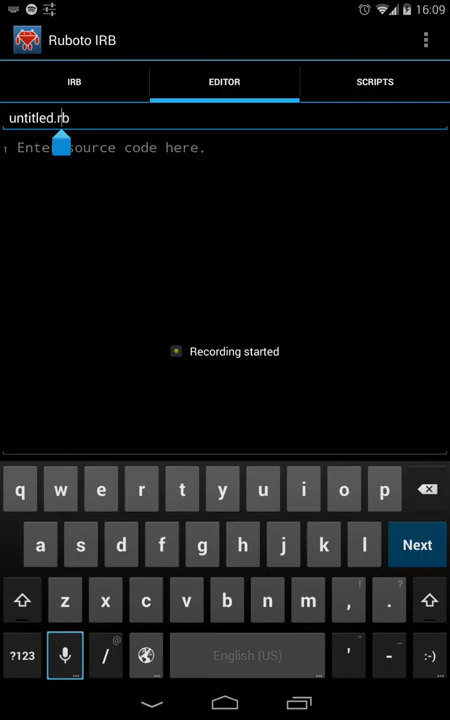 16:09
Ruboto IRB
IRB
EDITOR
SCRIPTS
untitled.rb
1 Enter source code here.
Recording started
q w e r t y u i o p
a s d f g h j k l Next
z x c v b n m , ! . ?
?123 / @ English (US) ' - _ :-)